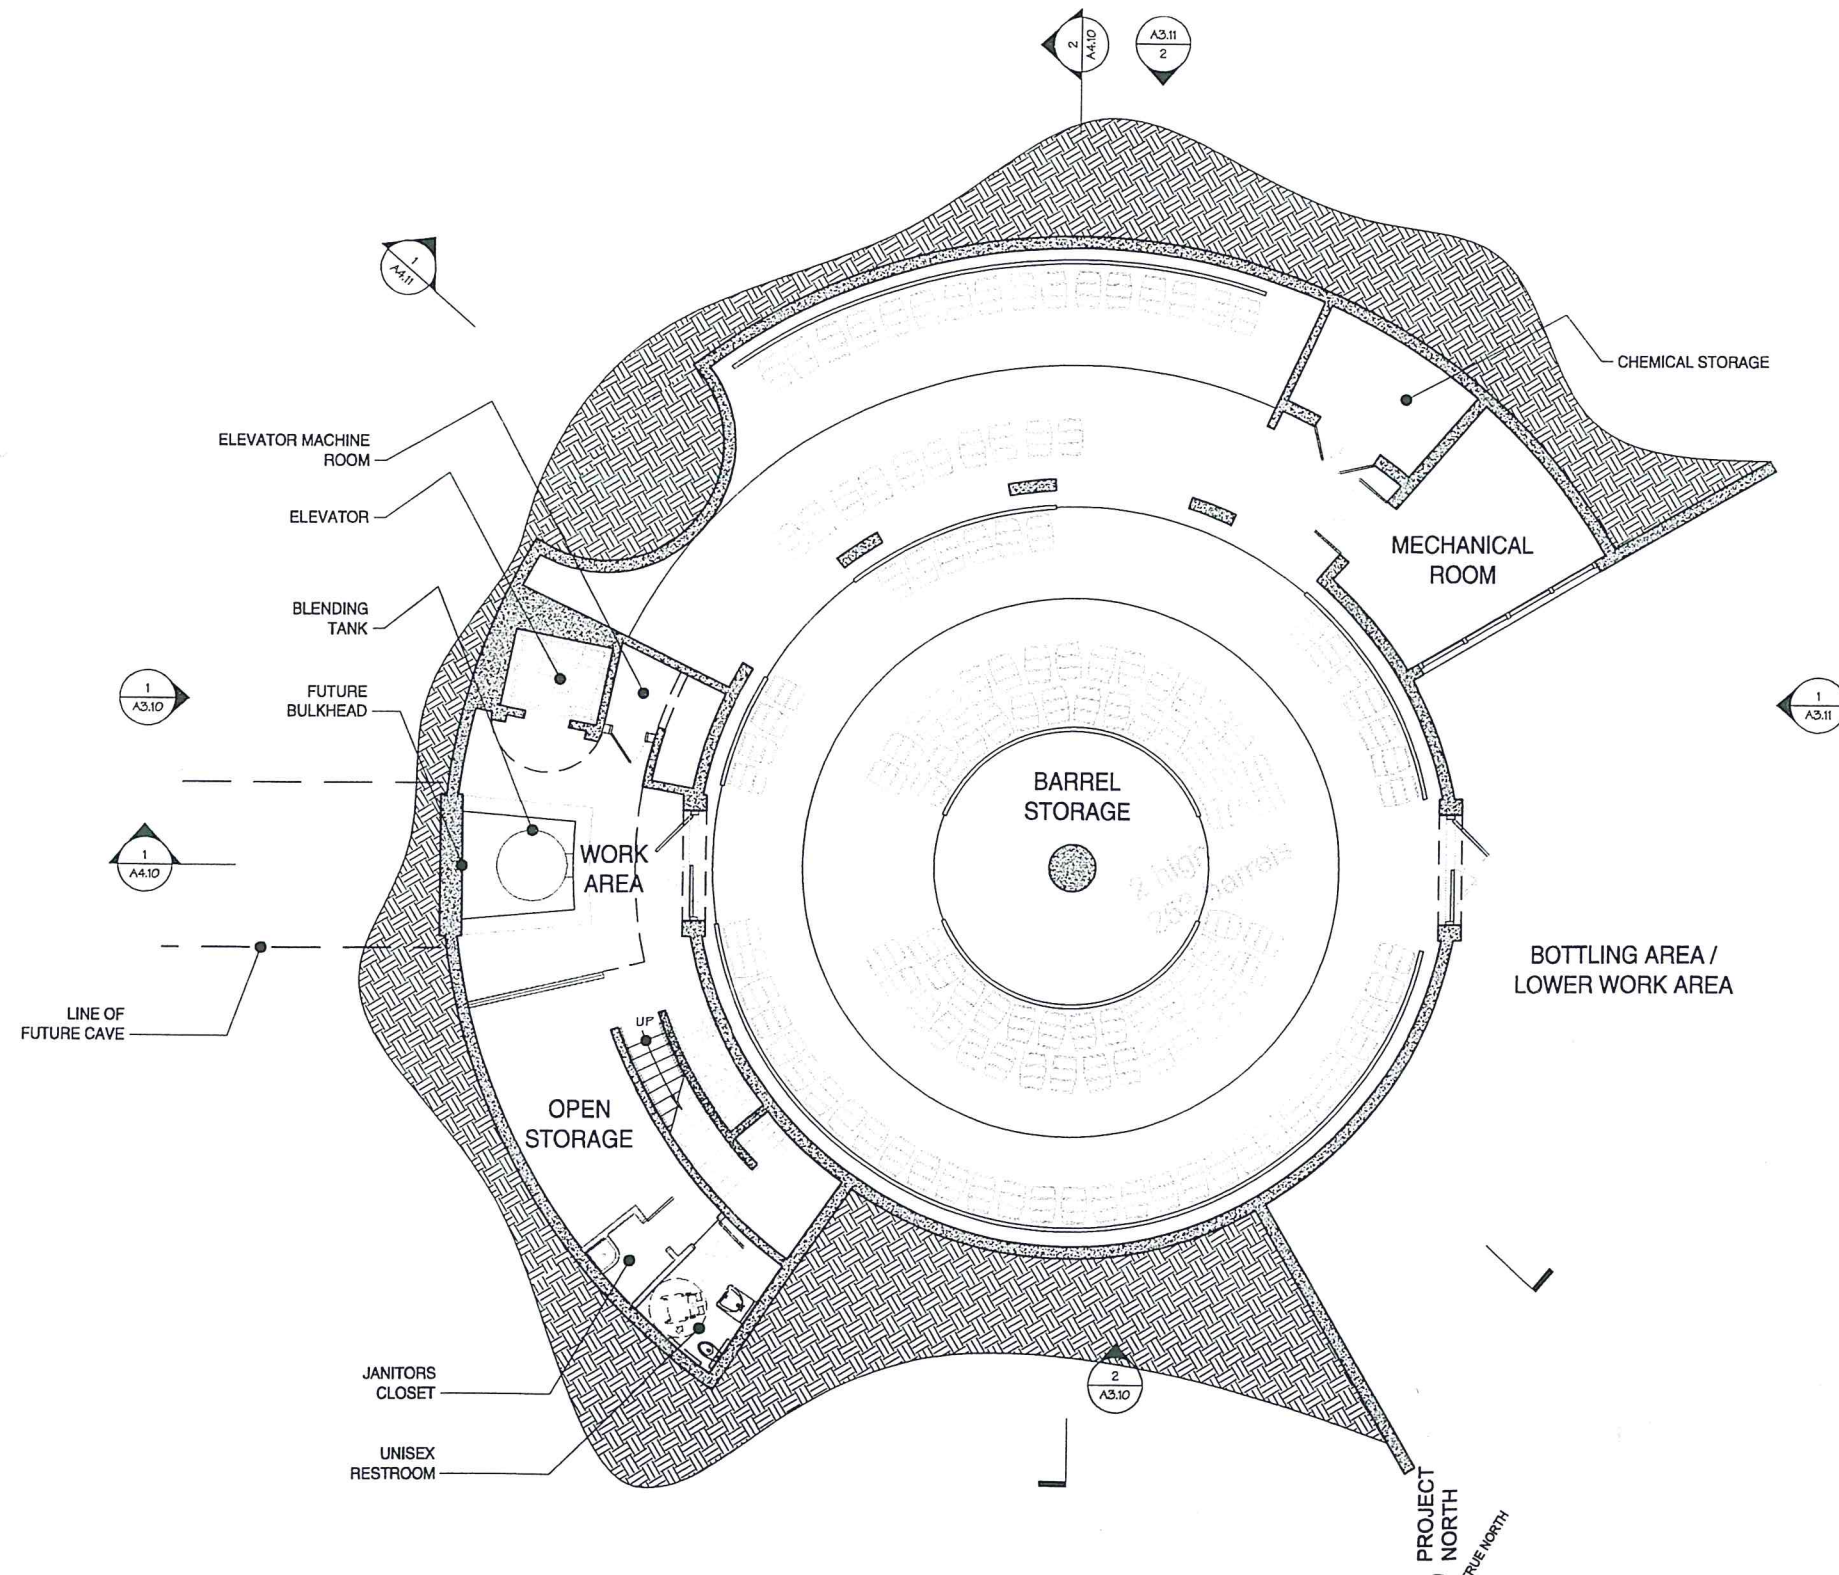 2
A4.10
A3.11
2
1
A4.11
CHEMICAL STORAGE
ELEVATOR MACHINE
ROOM
ELEVATOR
MECHANICAL
ROOM
BLENDING
TANK
FUTURE
BULKHEAD
1
A3.10
1
A3.11
BARREL
STORAGE
1
A4.10
WORK
AREA
2 high
252 barrels
BOTTLING AREA /
LOWER WORK AREA
LINE OF
FUTURE CAVE
UP
OPEN
STORAGE
JANITORS
CLOSET
2
A3.10
UNISEX
RESTROOM
PROJECT
NORTH
TRUE NORTH